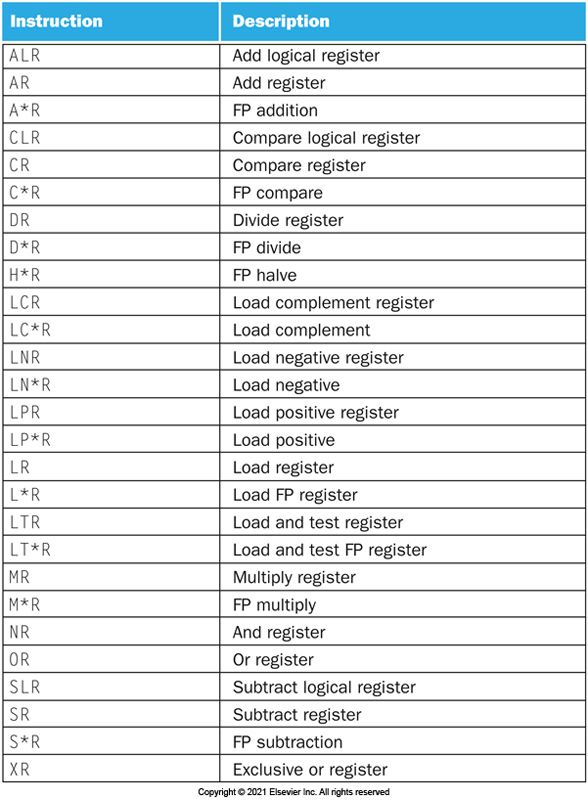 Instruction Description
ALR Add logical register
AR Add register
A*R FP addition
CLR Compare logical register
CR Compare register
C*R FP compare
DR Divide register
D*R FP divide
H*R FP halve
LCR Load complement register
LC*R Load complement
LNR Load negative register
LN*R Load negative
LPR Load positive register
LP*R Load positive
LR Load register
L*R Load FP register
LTR Load and test register
LT*R Load and test FP register
MR Multiply register
M*R FP multiply
NR And register
OR Or register
SLR Subtract logical register
SR Subtract register
S*R FP subtraction
XR Exclusive or register
Copyright © 2021 Elsevier Inc. All rights reserved